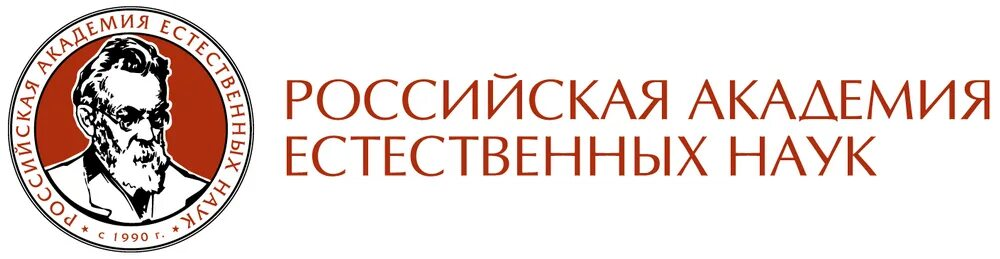 РОССИЙСКАЯ АКАДЕМИЯ ЕСТЕСТВЕННЫХ НАУК
с 1990 г.
РОССИЙСКАЯ АКАДЕМИЯ
ЕСТЕСТВЕННЫХ НАУК